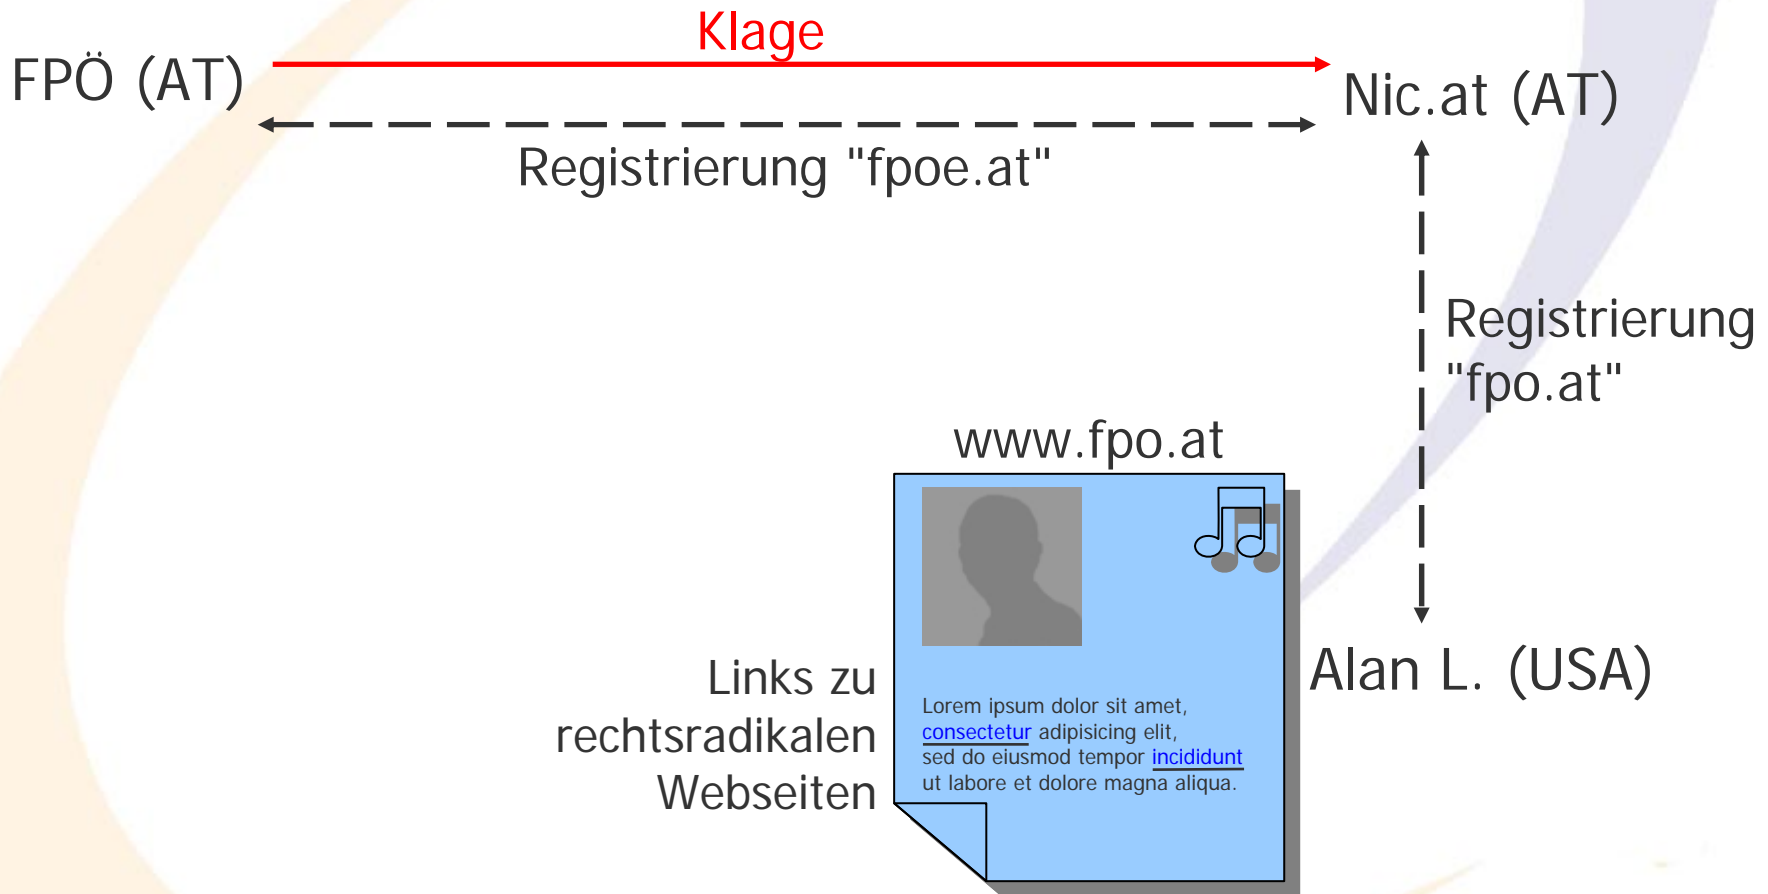 Klage
FPÖ (AT)
Nic.at (AT)
Registrierung "fpoe.at"
Registrierung
"fpo.at"
www.fpo.at
Alan L. (USA)
Links zu
rechtsradikalen
Webseiten
Lorem ipsum dolor sit amet,
consectetur adipisicing elit,
sed do eiusmod tempor incididunt
ut labore et dolore magna aliqua.